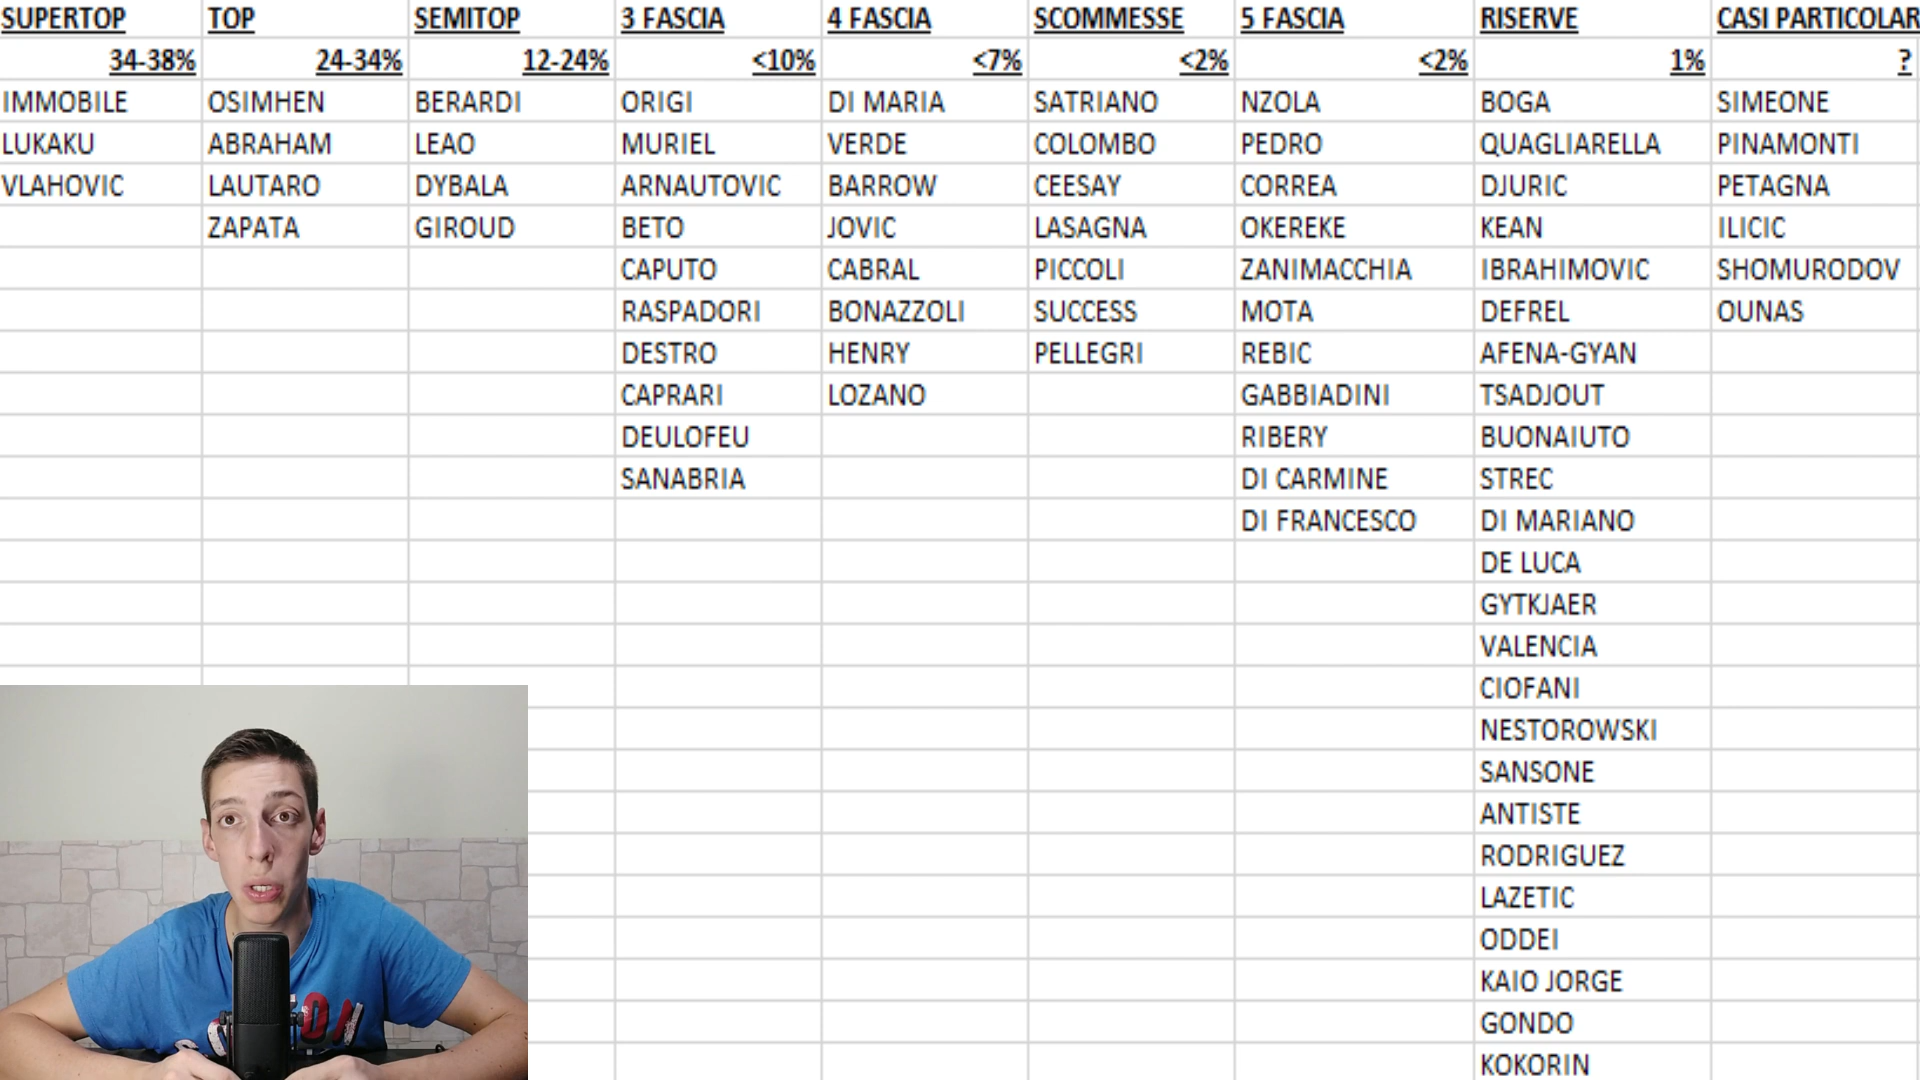 SUPERTOP TOP SEMITOP 3 FASCIA 4 FASCIA SCOMMESSE 5 FASCIA RISERVE CASI PARTICOLAR
34-38% 24-34% 12-24% <10% <7% <2% <2% 1% ?
IMMOBILE OSIMHEN BERARDI ORIGI DI MARIA SATRIANO NZOLA BOGA SIMEONE
LUKAKU ABRAHAM LEAO MURIEL VERDE COLOMBO PEDRO QUAGLIARELLA PINAMONTI
VLAHOVIC LAUTARO DYBALA ARNAUTOVIC BARROW CEESAY CORREA DJURIC PETAGNA
ZAPATA GIROUD BETO JOVIC LASAGNA OKEREKE KEAN ILICIC
CAPUTO CABRAL PICCOLI ZANIMACCHIA IBRAHIMOVIC SHOMURODOV
RASPADORI BONAZZOLI SUCCESS MOTA DEFREL OUNAS
DESTRO HENRY PELLEGRI REBIC AFENA-GYAN
CAPRARI LOZANO GABBIADINI TSADJOUT
DEULOFEU RIBERY BUONAIUTO
SANABRIA DI CARMINE STREC
DI FRANCESCO DI MARIANO
DE LUCA
GYTKJAER
VALENCIA
CIOFANI
NESTOROWSKI
SANSONE
ANTISTE
RODRIGUEZ
LAZETIC
ODDEI
KAIO JORGE
GONDO
KOKORIN